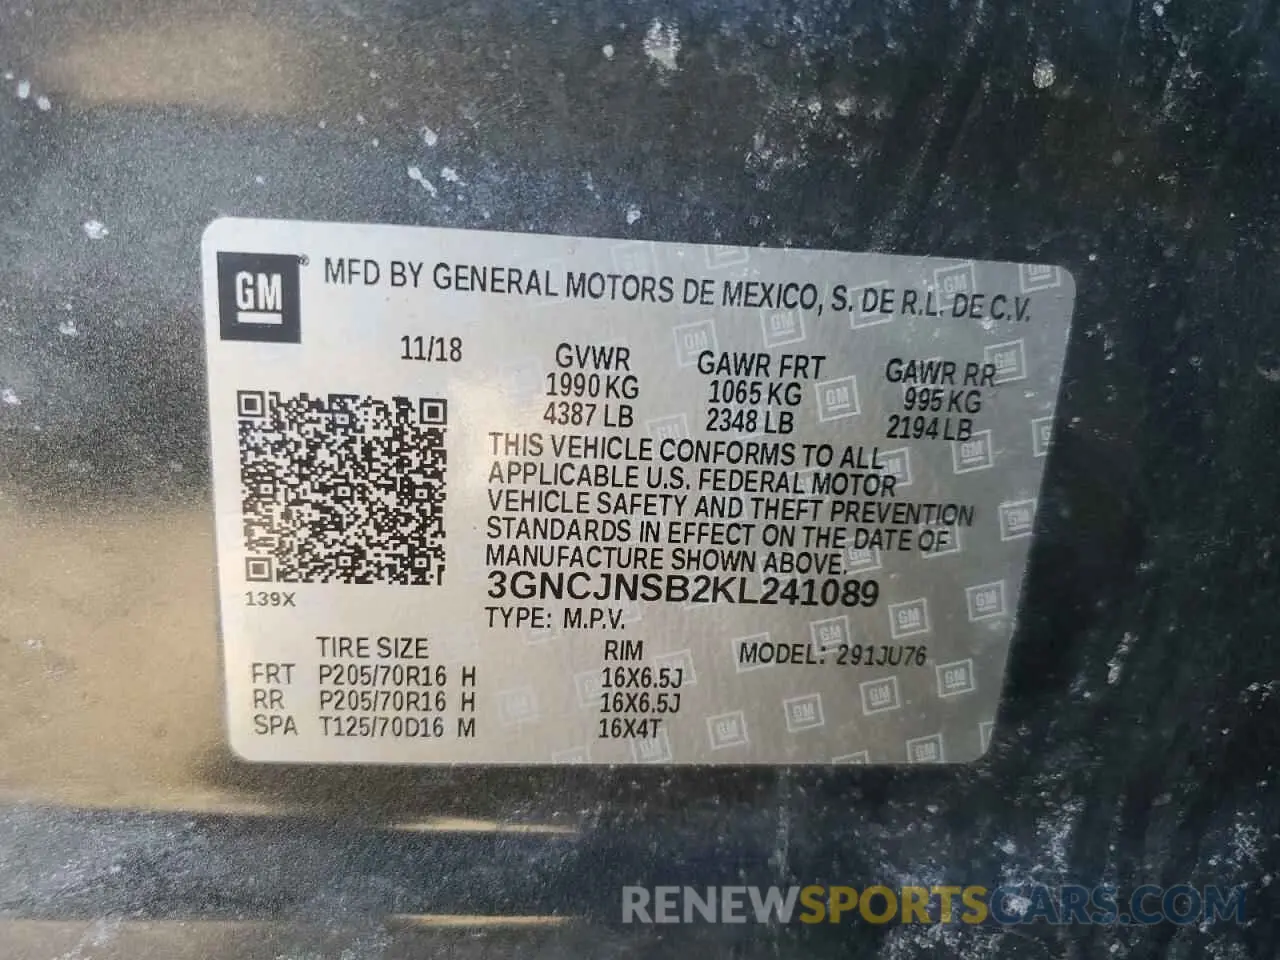 GM ® MFD BY GENERAL MOTORS DE MEXICO, S. DE R.L. DE C.V.
11/18 GVWR GAWR FRT GAWR RR
1990 KG 1065 KG 995 KG
4387 LB 2348 LB 2194 LB
THIS VEHICLE CONFORMS TO ALL
APPLICABLE U.S. FEDERAL MOTOR
VEHICLE SAFETY AND THEFT PREVENTION
STANDARDS IN EFFECT ON THE DATE OF
MANUFACTURE SHOWN ABOVE.
3GNCJNSB2KL241089
139X
TYPE: M.P.V.
TIRE SIZE RIM MODEL: 291JU76
FRT P205/70R16 H 16X6.5J
RR P205/70R16 H 16X6.5J
SPA T125/70D16 M 16X4T
RENEWSPORTSCARS.COM